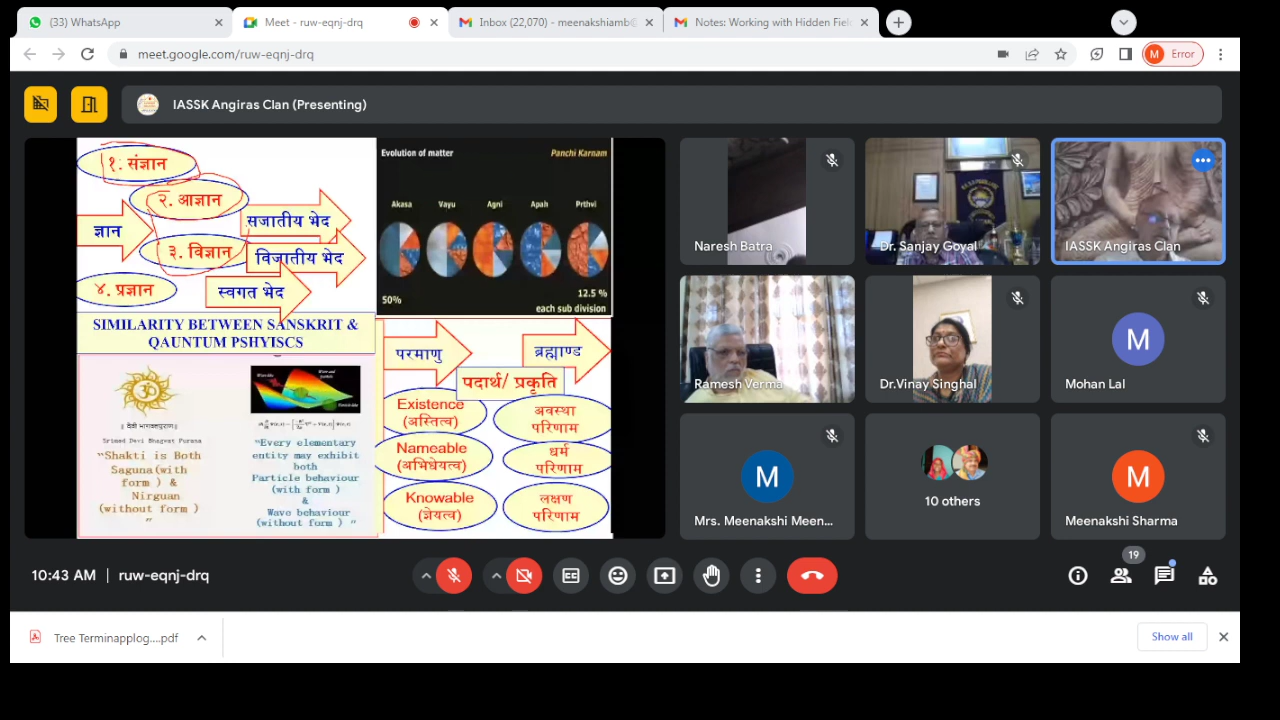 (33) WhatsApp
Meet - ruw-eqnj-drq
Inbox (22,070) - meenakshiamb
Notes: Working with Hidden Fiel
meet.google.com/ruw-eqnj-drq
M Error
IASSK Angiras Clan (Presenting)
१. संज्ञान
२. आज्ञान
ज्ञान
सजातीय भेद
३. विज्ञान
विजातीय भेद
४. प्रज्ञान
स्वगत भेद
SIMILARITY BETWEEN SANSKRIT &
QAUNTUM PSHYISCS
Evolution of matter
Panchi Karnam
Akasa Vayu Agni Apah Prthvi
50%
12.5 %
each sub division
परमाणु
ब्रह्माण्ड
पदार्थ/ प्रकृति
Existence
(अस्तित्व)
अवस्था
परिणाम
Nameable
(अभिधेयत्व)
धर्म
परिणाम
Knowable
(ज्ञेयत्व)
लक्षण
परिणाम
|| देवी भागवतपुराण||
Srimad Devi Bhagvat Purana
"Shakti is Both
Saguna(with
form ) &
Nirguan
(without form )
"
"Every elementary
entity may exhibit
both
Particle behaviour
(with form )
&
Wavo behaviour
(without form ) "
Naresh Batra
Dr. Sanjay Goyal
IASSK Angiras Clan
Ramesh Verma
Dr.Vinay Singhal
M
Mohan Lal
M
Mrs. Meenakshi Meen...
10 others
M
Meenakshi Sharma
10:43 AM | ruw-eqnj-drq
19
Tree Terminapplog....pdf
Show all